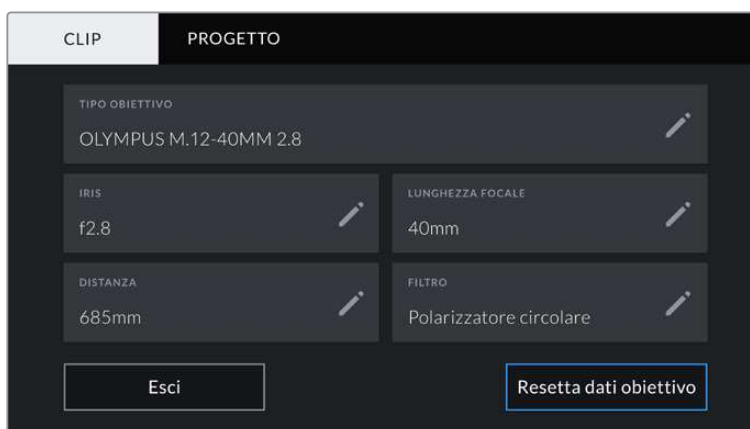 CLIP PROGETTO
TIPO OBIETTIVO
OLYMPUS M.12-40MM 2.8
IRIS
f2.8
LUNGHEZZA FOCALE
40mm
DISTANZA
685mm
FILTRO
Polarizzatore circolare
Esci
Resetta dati obiettivo